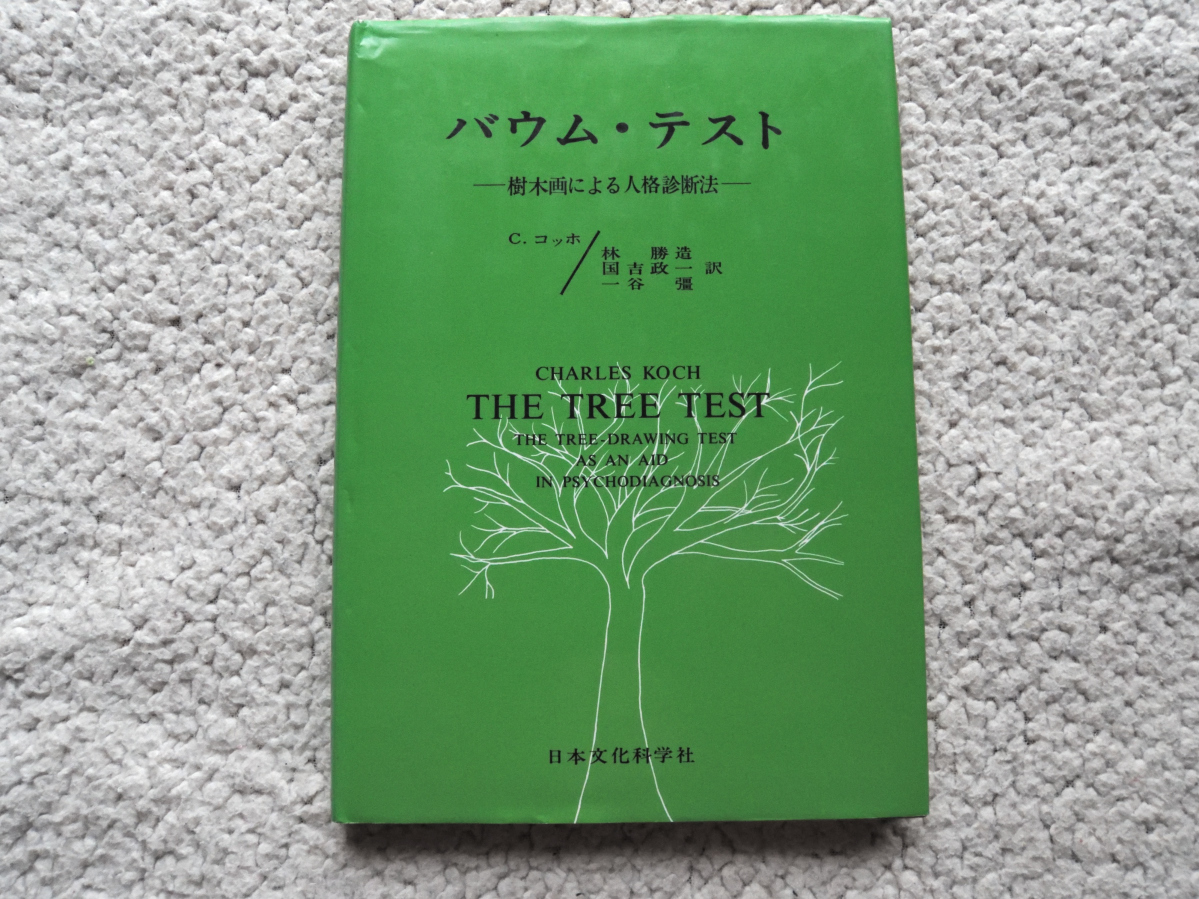 バウム・テスト
―樹木画による人格診断法―
C. コッホ
林 勝造
国吉政一 訳
一谷 彊
CHARLES KOCH
THE TREE TEST
THE TREE-DRAWING TEST
AS AN AID
IN PSYCHODIAGNOSIS
日本文化科学社